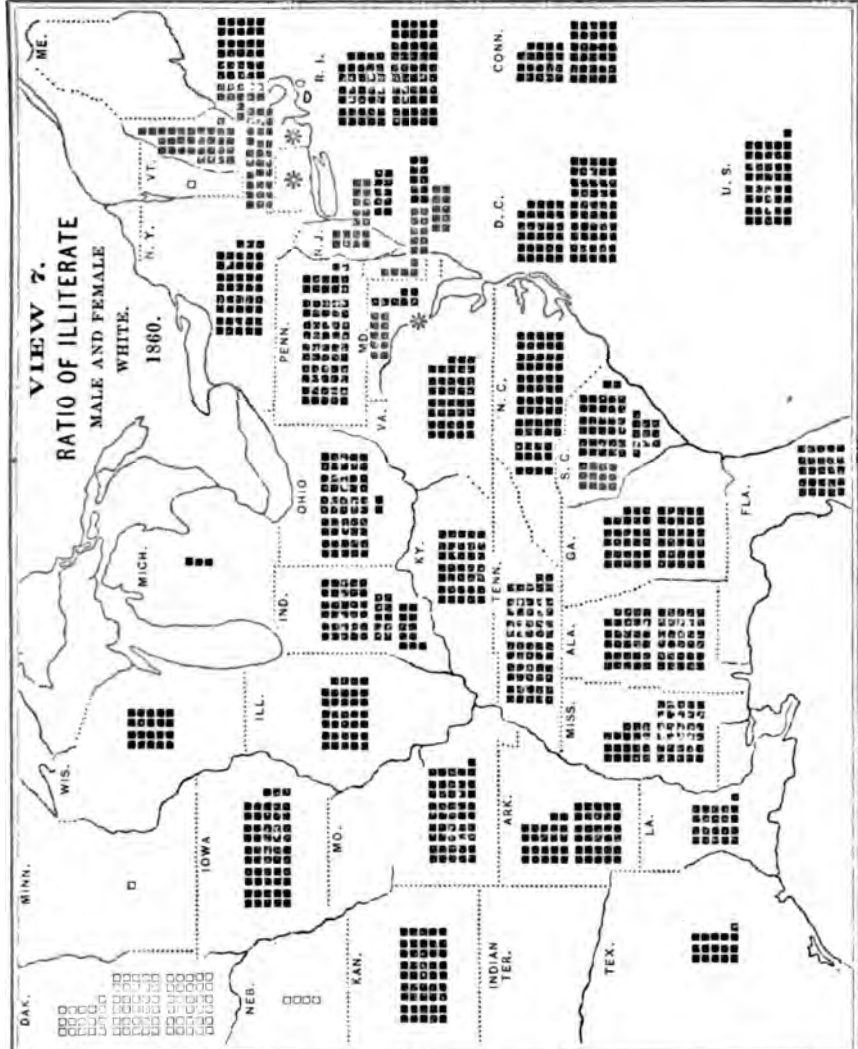 VIEW 7.
RATIO OF ILLITERATE
MALE AND FEMALE
WHITE.
1860.
ME.
VT.
N.Y.
R. I.
CONN.
N.J.
PENN.
MD.
D.C.
U. S.
VA.
N. C.
S. C.
MICH.
OHIO
IND.
KY.
TENN.
GA.
FLA.
ALA.
MISS.
WIS.
ILL.
MINN.
IOWA
MO.
ARK.
LA.
DAK.
NEB.
KAN.
INDIAN
TER.
TEX.